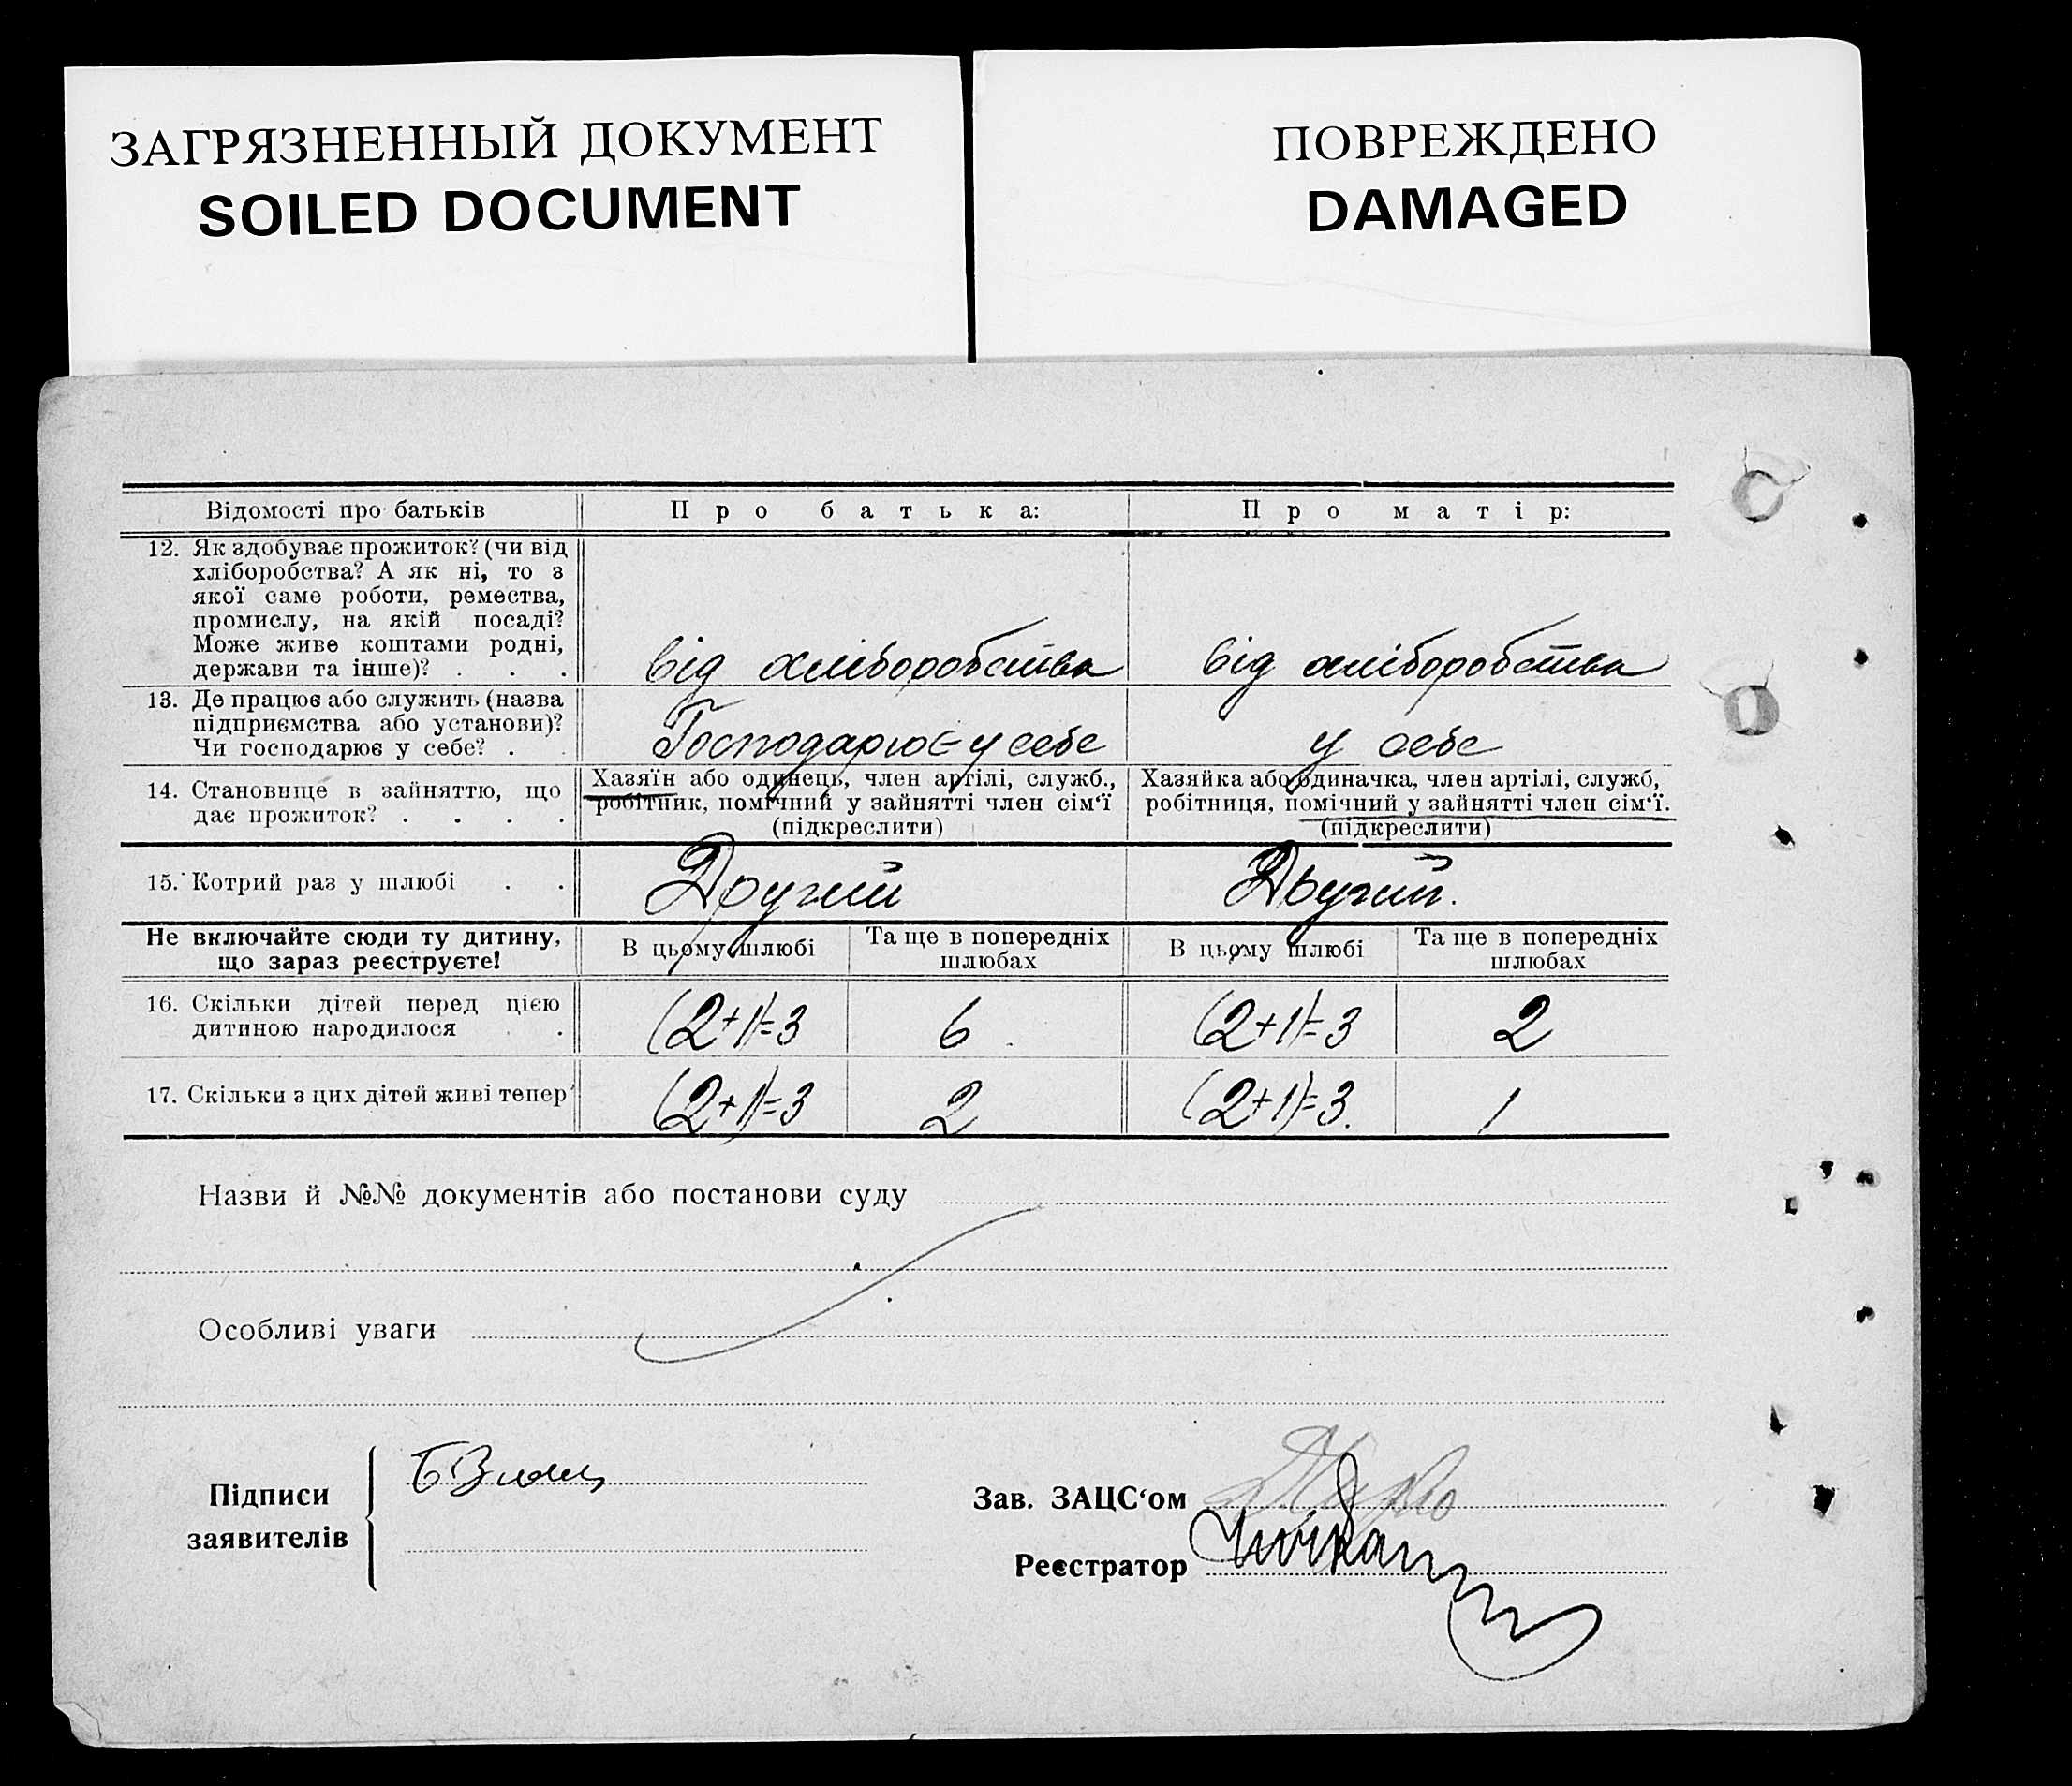 ЗАГРЯЗНЕННЫЙ ДОКУМЕНТ
SOILED DOCUMENT
ПОВРЕЖДЕНО
DAMAGED
Відомості про батьків
Про батька:
Про матір:
12. Як здобуває прожиток? (чи від
хліборобства? А як ні, то з
якої саме роботи, ремества,
промислу, на якій посаді?
Може живе коштами родні,
держави та інше)? . . .
від хліборобства
від хліборобства
13. Де працює або служить (назва
підприємства або установи)?
Чи господарює у себе? . .
Господарює у себе
у себе
14. Становище в зайняттю, що
дає прожиток? . . . .
Хазяїн або одинець, член артілі, служб.,
робітник, помічний у зайнятті член сім‘ї
(підкреслити)
Хазяйка або одиначка, член артілі, служб,
робітниця, помічний у зайнятті член сім‘ї.
(підкреслити)
15. Котрий раз у шлюбі . .
Другий
Другий.
Не включайте сюди ту дитину,
що зараз реєструєте!
В цьому шлюбі
Та ще в попередніх
шлюбах
В цьому шлюбі
Та ще в попередніх
шлюбах
16. Скільки дітей перед цією
дитиною народилося . .
(2+1)=3
6
(2+1)=3
2
17. Скільки з цих дітей живі тепер
(2+1)=3
2
(2+1)=3.
1
Назви й №№ документів або постанови суду
Особливі уваги
Підписи
заявителів
Зав. ЗАЦС‘ом
Реєстратор